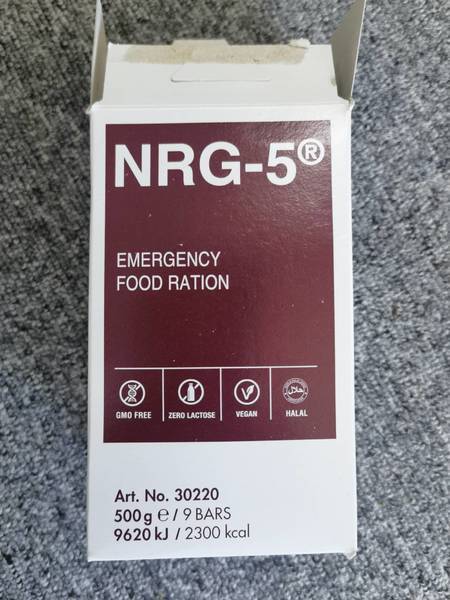 NRG-5®
EMERGENCY
FOOD RATION
GMO FREE
ZERO LACTOSE
VEGAN
HALAL
حلال
Art. No. 30220
500g ℮ / 9 BARS
9620 kJ / 2300 kcal